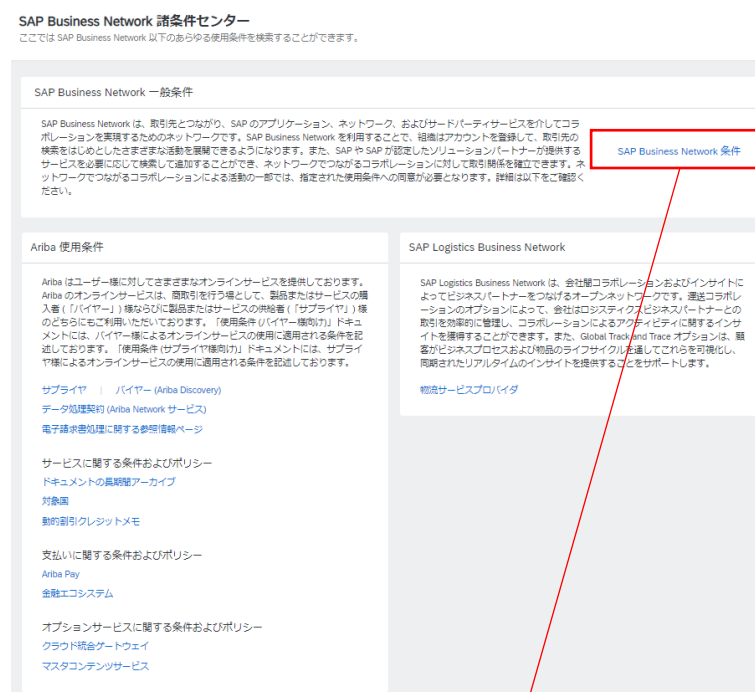 SAP Business Network 諸条件センター
ここでは SAP Business Network 以下のあらゆる使用条件を検索することができます。
SAP Business Network 一般条件
SAP Business Network は、取引先とつながり、SAP のアプリケーション、ネットワーク、およびサードパーティサービスを介してコラ
ボレーションを実現するためのネットワークです。SAP Business Network を利用することで、組織はアカウントを登録して、取引先の
検索をはじめとしたさまざまな活動を展開できるようになります。また、SAP や SAP が認定したソリューションパートナーが提供する
サービスを必要に応じて検索して追加することができ、ネットワークでつながるコラボレーションに対して取引関係を確立できます。ネ
ットワークでつながるコラボレーションによる活動の一部では、指定された使用条件への同意が必要となります。詳細は以下をご確認く
ださい。
SAP Business Network 条件
Ariba 使用条件
Ariba はユーザー様に対してさまざまなオンラインサービスを提供しております。
Ariba のオンラインサービスは、商取引を行う場として、製品またはサービスの購
入者 (「バイヤー」) 様ならびに製品またはサービスの供給者 (「サプライヤ」) 様
のどちらにもご利用いただいております。「使用条件 (バイヤー様向け)」ドキュ
メントには、バイヤー様によるオンラインサービスの使用に適用される条件を記
述しております。「使用条件 (サプライヤ様向け)」ドキュメントには、サプライ
ヤ様によるオンラインサービスの使用に適用される条件を記述しております。
サプライヤ | バイヤー (Ariba Discovery)
データ処理契約 (Ariba Network サービス)
電子請求書処理に関する参照情報ページ
サービスに関する条件およびポリシー
ドキュメントの長期間アーカイブ
対象国
動的割引クレジットメモ
支払いに関する条件およびポリシー
Ariba Pay
金融エコシステム
オプションサービスに関する条件およびポリシー
クラウド統合ゲートウェイ
マスタコンテンツサービス
SAP Logistics Business Network
SAP Logistics Business Network は、会社間コラボレーションおよびインサイトに
よってビジネスパートナーをつなげるオープンネットワークです。運送コラボレ
ーションのオプションによって、会社はロジスティクスビジネスパートナーとの
取引を効率的に管理し、コラボレーションによるアクティビティに関するインサ
イトを獲得することができます。また、Global Track and Trace オプションは、顧
客がビジネスプロセスおよび物品のライフサイクルを通してこれらを可視化し、
同期されたリアルタイムのインサイトを提供することをサポートします。
物流サービスプロバイダ